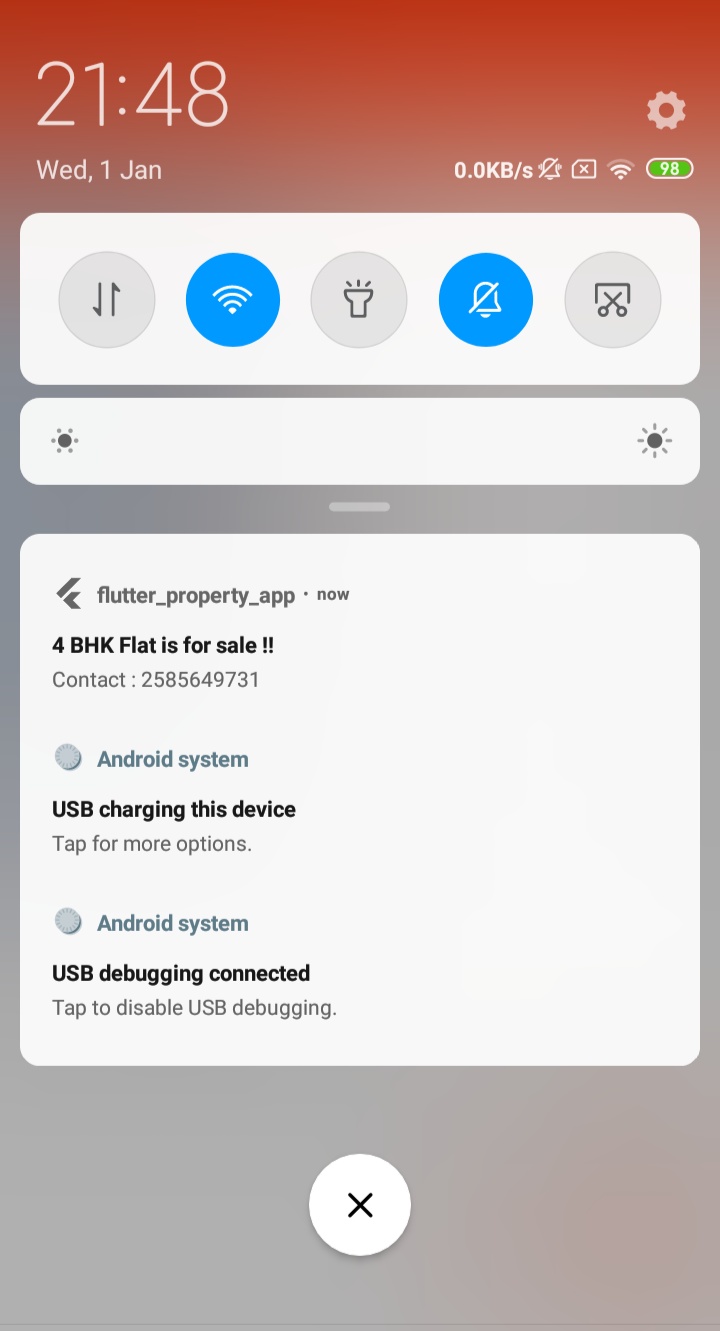 21:48
Wed, 1 Jan
0.0KB/s 98
flutter_property_app · now
4 BHK Flat is for sale !!
Contact : 2585649731
Android system
USB charging this device
Tap for more options.
Android system
USB debugging connected
Tap to disable USB debugging.